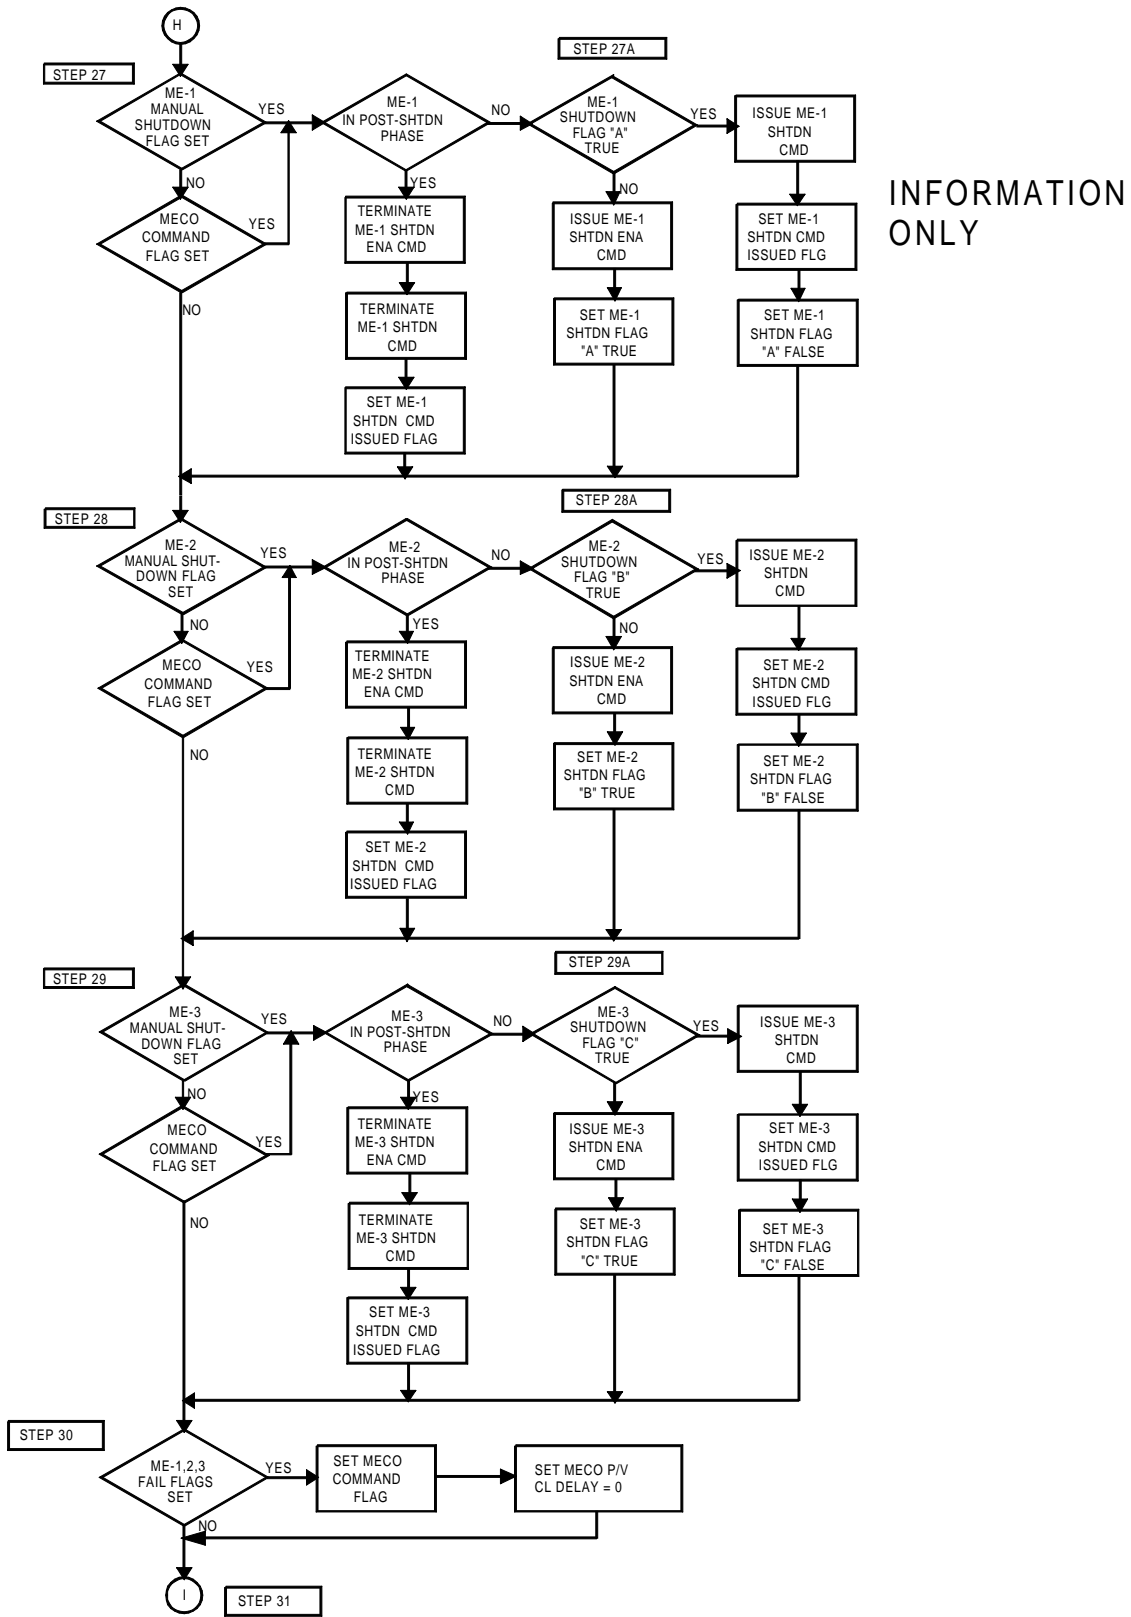 H
STEP 27
STEP 27A
ME-1
MANUAL
SHUTDOWN
FLAG SET
YES
ME-1
IN POST-SHTDN
PHASE
NO
ME-1
SHUTDOWN
FLAG "A"
TRUE
YES
ISSUE ME-1
SHTDN
CMD
NO
YES
NO
MECO
COMMAND
FLAG SET
YES
TERMINATE
ME-1 SHTDN
ENA CMD
ISSUE ME-1
SHTDN ENA
CMD
SET ME-1
SHTDN CMD
ISSUED FLG
INFORMATION
ONLY
NO
TERMINATE
ME-1 SHTDN
CMD
SET ME-1
SHTDN FLAG
"A" TRUE
SET ME-1
SHTDN FLAG
"A" FALSE
SET ME-1
SHTDN CMD
ISSUED FLAG
STEP 28
STEP 28A
ME-2
MANUAL SHUT-
DOWN FLAG
SET
YES
ME-2
IN POST-SHTDN
PHASE
NO
ME-2
SHUTDOWN
FLAG "B"
TRUE
YES
ISSUE ME-2
SHTDN
CMD
NO
YES
NO
MECO
COMMAND
FLAG SET
YES
TERMINATE
ME-2 SHTDN
ENA CMD
ISSUE ME-2
SHTDN ENA
CMD
SET ME-2
SHTDN CMD
ISSUED FLG
NO
TERMINATE
ME-2 SHTDN
CMD
SET ME-2
SHTDN FLAG
"B" TRUE
SET ME-2
SHTDN FLAG
"B" FALSE
SET ME-2
SHTDN CMD
ISSUED FLAG
STEP 29
STEP 29A
ME-3
MANUAL SHUT-
DOWN FLAG
SET
YES
ME-3
IN POST-SHTDN
PHASE
NO
ME-3
SHUTDOWN
FLAG "C"
TRUE
YES
ISSUE ME-3
SHTDN
CMD
NO
YES
MECO
COMMAND
FLAG SET
YES
TERMINATE
ME-3 SHTDN
ENA CMD
ISSUE ME-3
SHTDN ENA
CMD
SET ME-3
SHTDN CMD
ISSUED FLG
NO
TERMINATE
ME-3 SHTDN
CMD
SET ME-3
SHTDN FLAG
"C" TRUE
SET ME-3
SHTDN FLAG
"C" FALSE
SET ME-3
SHTDN CMD
ISSUED FLAG
STEP 30
ME-1,2,3
FAIL FLAGS
SET
YES
SET MECO
COMMAND
FLAG
SET MECO P/V
CL DELAY = 0
NO
I
STEP 31